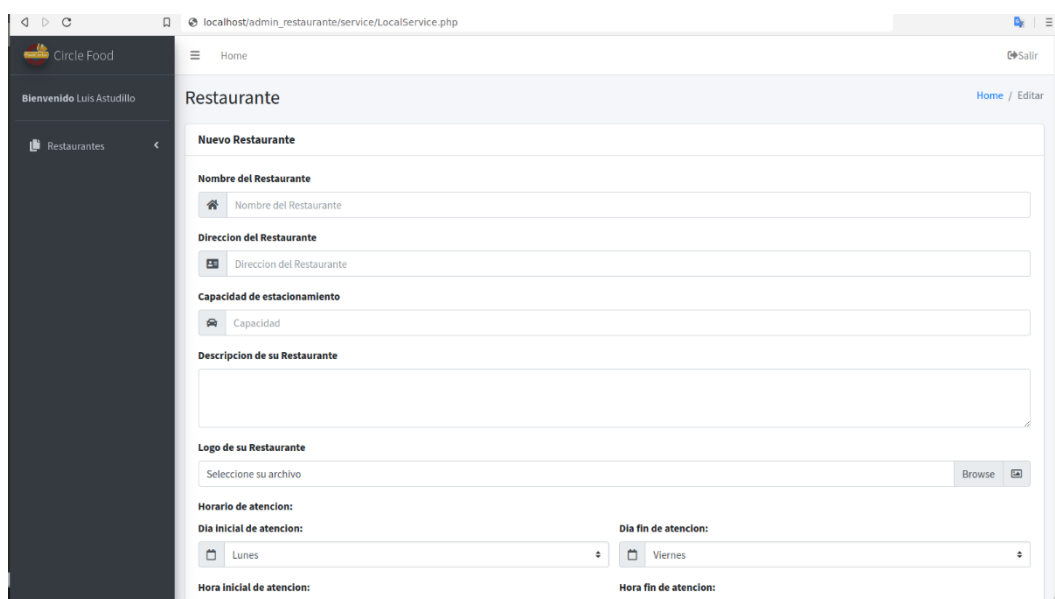 localhost/admin_restaurante/service/LocalService.php
Circle Food
Home
Salir
Bienvenido Luis Astudillo
Restaurante
Home / Editar
Restaurantes
Nuevo Restaurante
Nombre del Restaurante
Nombre del Restaurante
Direccion del Restaurante
Direccion del Restaurante
Capacidad de estacionamiento
Capacidad
Descripcion de su Restaurante
Logo de su Restaurante
Seleccione su archivo
Browse
Horario de atencion:
Dia inicial de atencion:
Dia fin de atencion:
Lunes
Viernes
Hora inicial de atencion:
Hora fin de atencion: